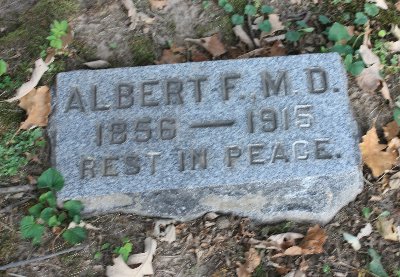 ALBERT F., M.D.
1856 — 1915
REST IN PEACE.